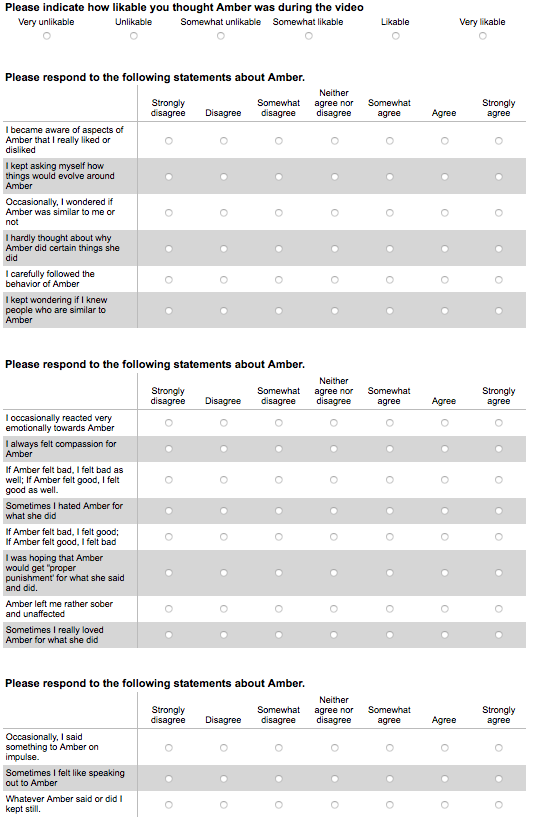 Please indicate how likable you thought Amber was during the video
Very unlikable Unlikable Somewhat unlikable Somewhat likable Likable Very likable
Please respond to the following statements about Amber.
Strongly disagree Disagree Somewhat disagree Neither agree nor disagree Somewhat agree Agree Strongly agree
I became aware of aspects of
Amber that I really liked or
disliked
I kept asking myself how
things would evolve around
Amber
Occasionally, I wondered if
Amber was similar to me or
not
I hardly thought about why
Amber did certain things she
did
I carefully followed the
behavior of Amber
I kept wondering if I knew
people who are similar to
Amber
Please respond to the following statements about Amber.
Strongly disagree Disagree Somewhat disagree Neither agree nor disagree Somewhat agree Agree Strongly agree
I occasionally reacted very
emotionally towards Amber
I always felt compassion for
Amber
If Amber felt bad, I felt bad as
well; If Amber felt good, I felt
good as well.
Sometimes I hated Amber for
what she did
If Amber felt bad, I felt good;
If Amber felt good, I felt bad
I was hoping that Amber
would get "proper
punishment' for what she said
and did.
Amber left me rather sober
and unaffected
Sometimes I really loved
Amber for what she did
Please respond to the following statements about Amber.
Strongly disagree Disagree Somewhat disagree Neither agree nor disagree Somewhat agree Agree Strongly agree
Occasionally, I said
something to Amber on
impulse.
Sometimes I felt like speaking
out to Amber
Whatever Amber said or did I
kept still.